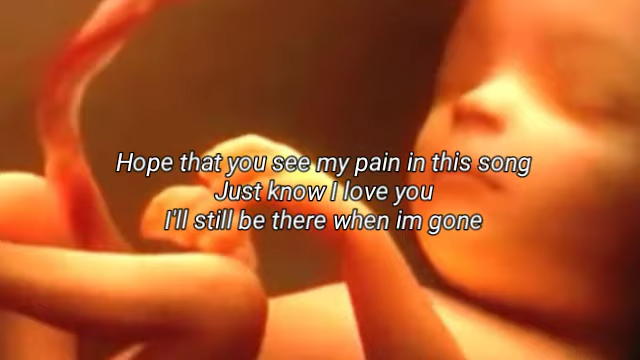 Hope that you see my pain in this song
Just know I love you
I'll still be there when im gone